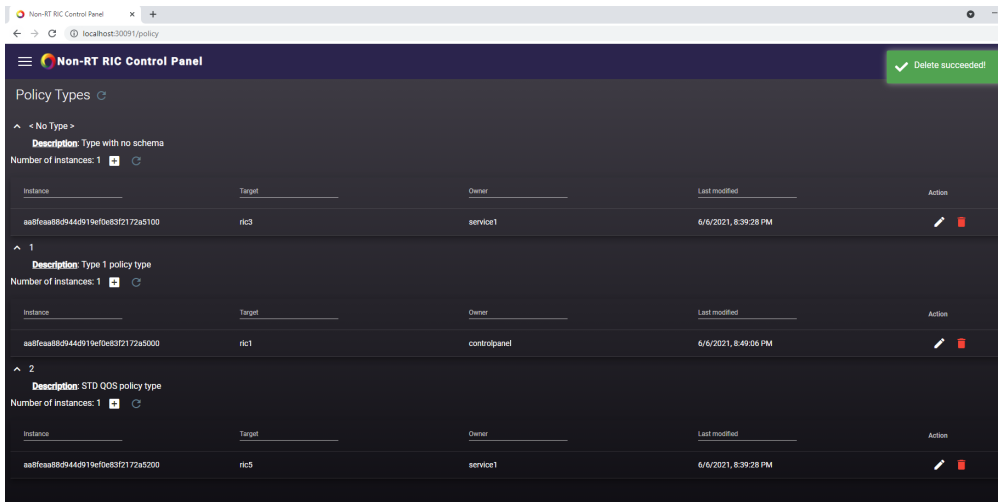 Non-RT RIC Control Panel
localhost:30091/policy
Non-RT RIC Control Panel
Delete succeeded!
Policy Types
< No Type >
Description: Type with no schema
Number of instances: 1
Instance Target Owner Last modified Action
aa8feaa88d944d919ef0e83f2172a5100 ric3 service1 6/6/2021, 8:39:28 PM
1
Description: Type 1 policy type
Number of instances: 1
Instance Target Owner Last modified Action
aa8feaa88d944d919ef0e83f2172a5000 ric1 controlpanel 6/6/2021, 8:49:06 PM
2
Description: STD QOS policy type
Number of instances: 1
Instance Target Owner Last modified Action
aa8feaa88d944d919ef0e83f2172a5200 ric5 service1 6/6/2021, 8:39:28 PM